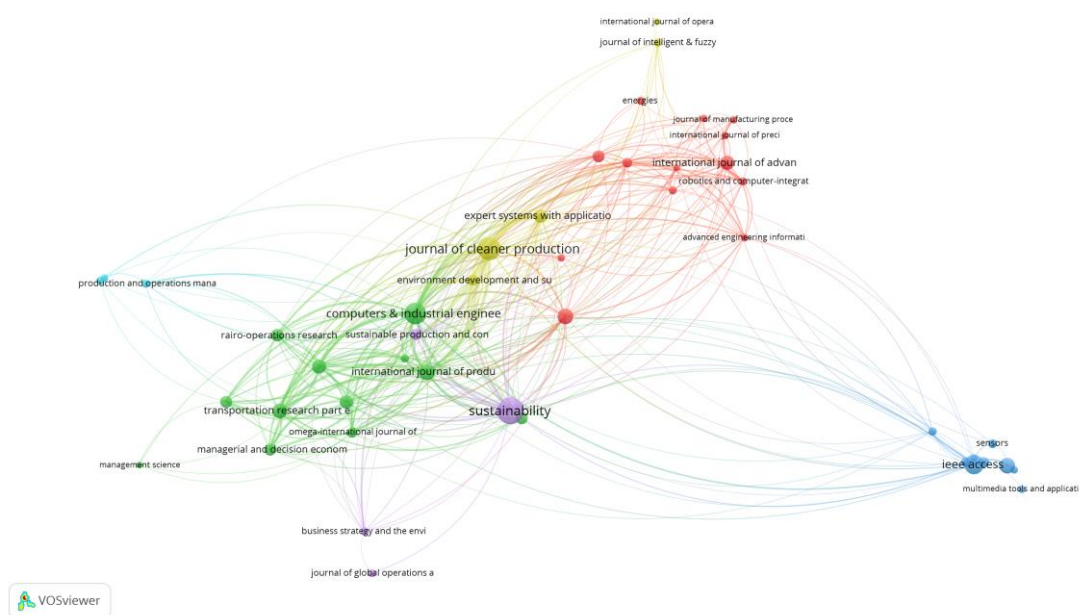 international journal of opera
journal of intelligent & fuzzy
energies
journal of manufacturing proce
international journal of preci
international journal of advan
robotics and computer-integrat
expert systems with applicatio
advanced engineering informati
journal of cleaner production
environment development and su
production and operations mana
computers & industrial enginee
rairo-operations research
sustainable production and con
international journal of produ
transportation research part e
sustainability
omega-international journal of
managerial and decision econom
sensors
management science
ieee access
multimedia tools and applicati
business strategy and the envi
journal of global operations a
VOSviewer